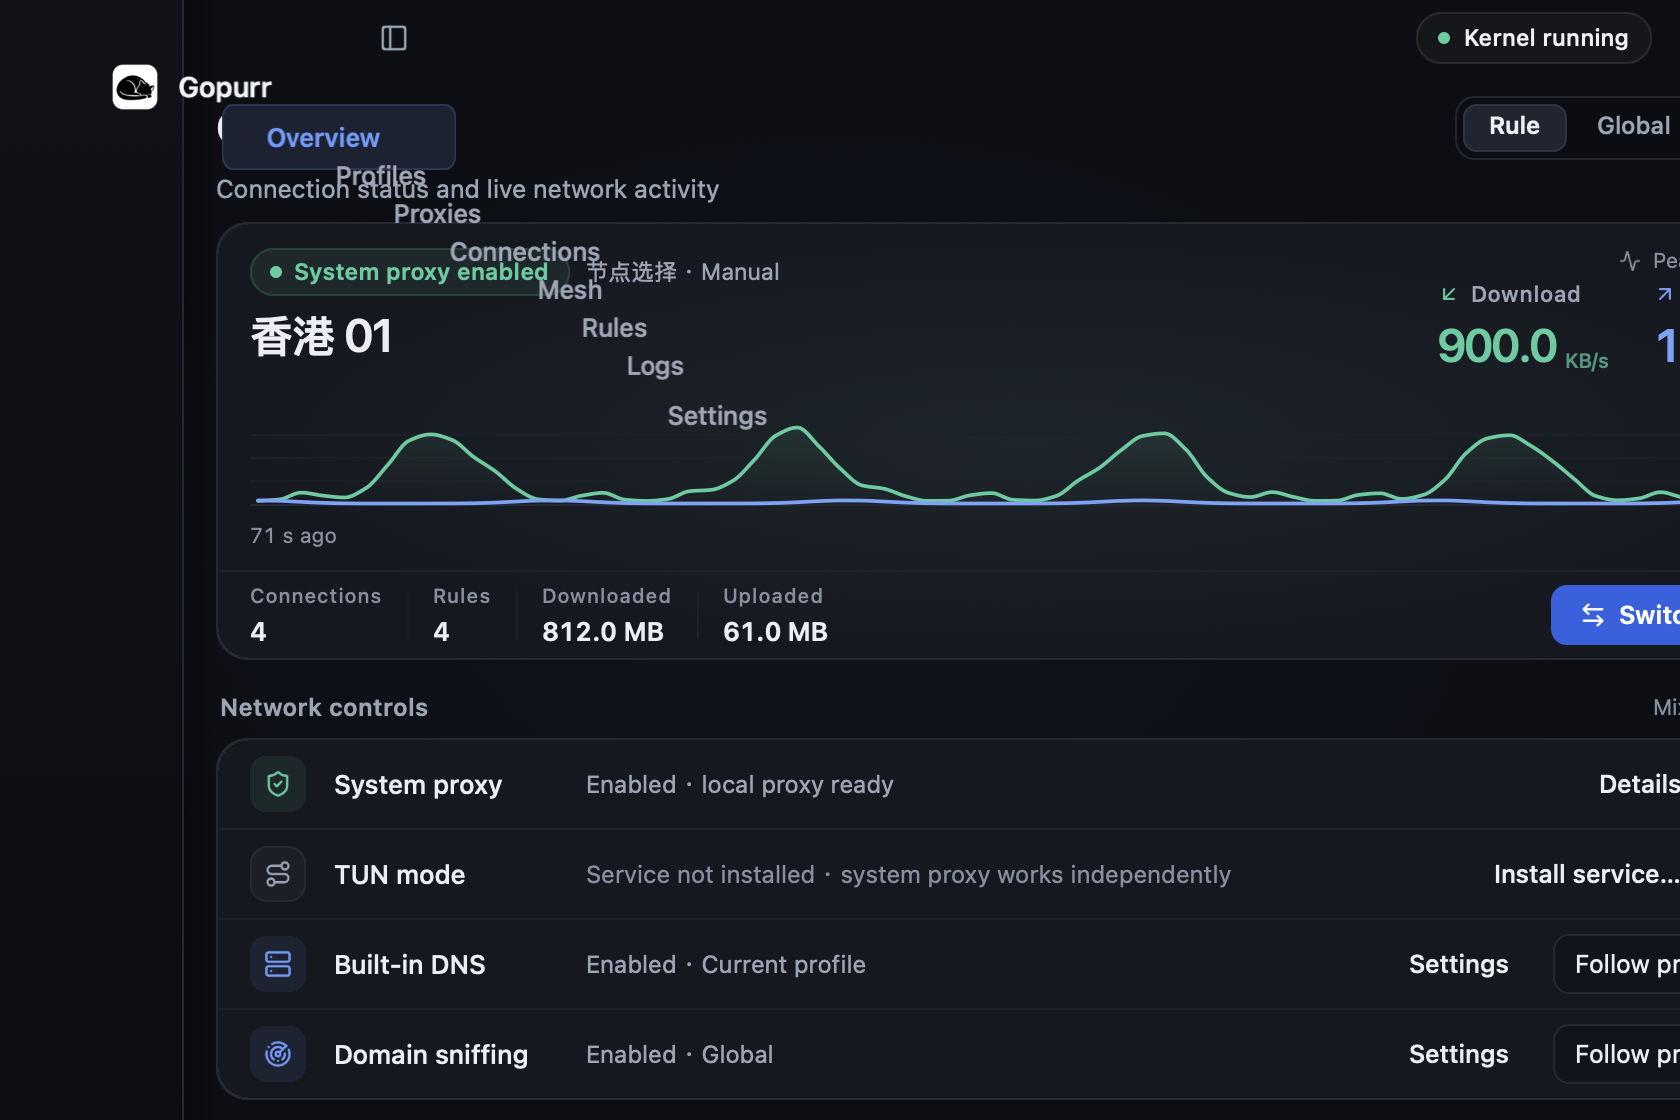 Kernel running
Gopurr
Overview
Rule
Global
Profiles
Connection status and live network activity
Proxies
Connections
System proxy enabled
节点选择 · Manual
Mesh
Download
香港 01
Rules
900.0 KB/s
Logs
Settings
71 s ago
Connections
Rules
Downloaded
Uploaded
4
4
812.0 MB
61.0 MB
Network controls
System proxy
Enabled · local proxy ready
Details
TUN mode
Service not installed · system proxy works independently
Install service...
Built-in DNS
Enabled · Current profile
Settings
Follow
Domain sniffing
Enabled · Global
Settings
Follow